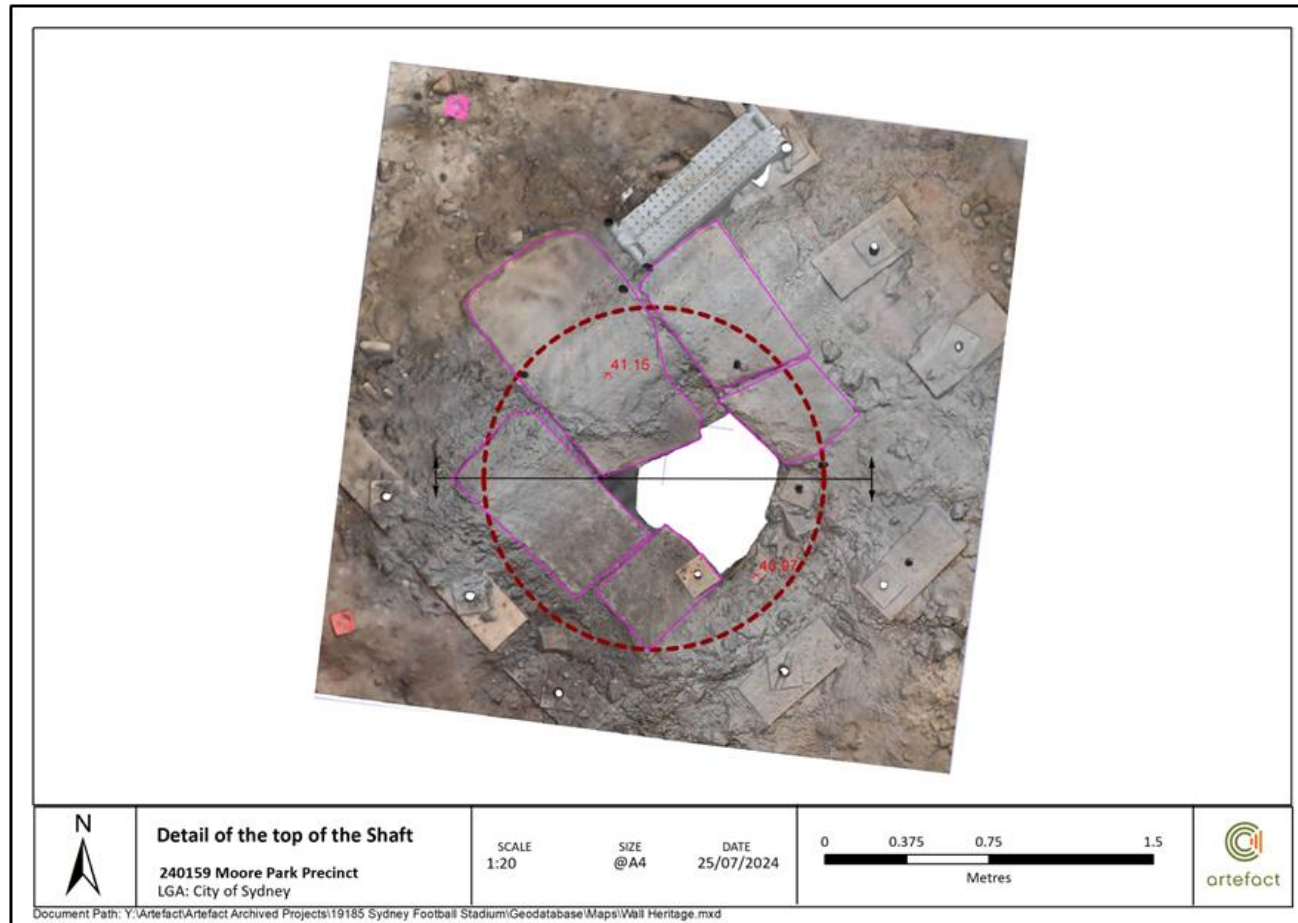 41.15
40.97
N
Detail of the top of the Shaft
240159 Moore Park Precinct
LGA: City of Sydney
SCALE
1:20
SIZE
@A4
DATE
25/07/2024
0 0.375 0.75 1.5
Metres
artefact
Document Path: Y:\Artefact\Artefact Archived Projects\19185 Sydney Football Stadium\Geodatabase\Maps\Wall Heritage.mxd